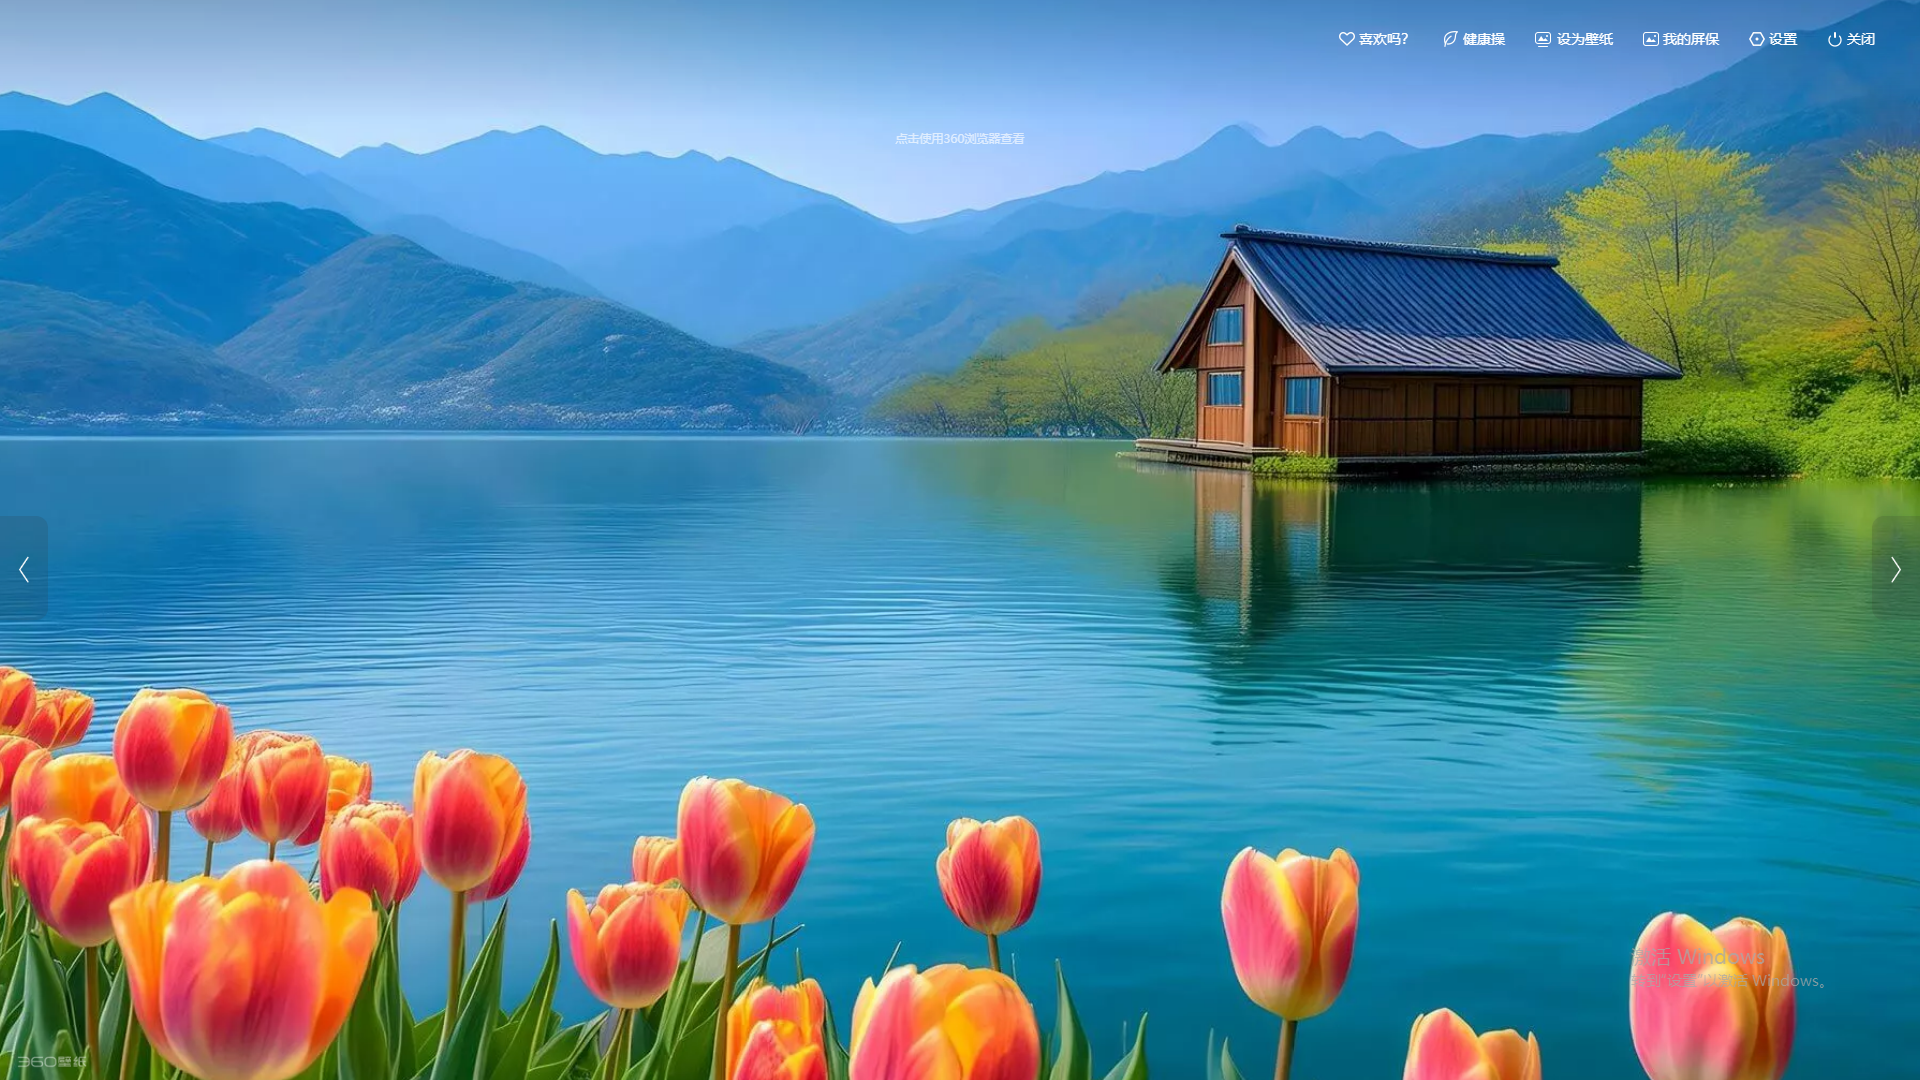 喜欢吗?
健康操
设为壁纸
我的屏保
设置
关闭
点击使用360浏览器查看
激活 Windows
转到"设置"以激活 Windows。
360壁纸